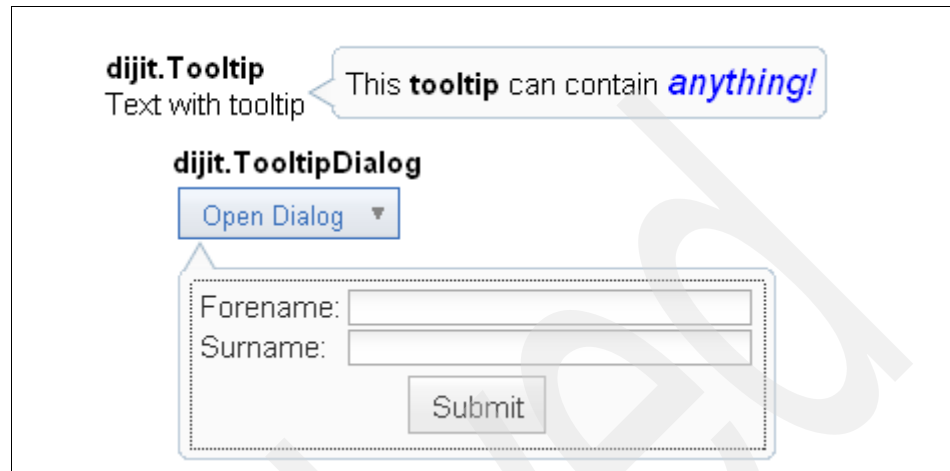 dijit.Tooltip
Text with tooltip
This tooltip can contain anything!
dijit.TooltipDialog
Open Dialog
Forename:
Surname:
Submit